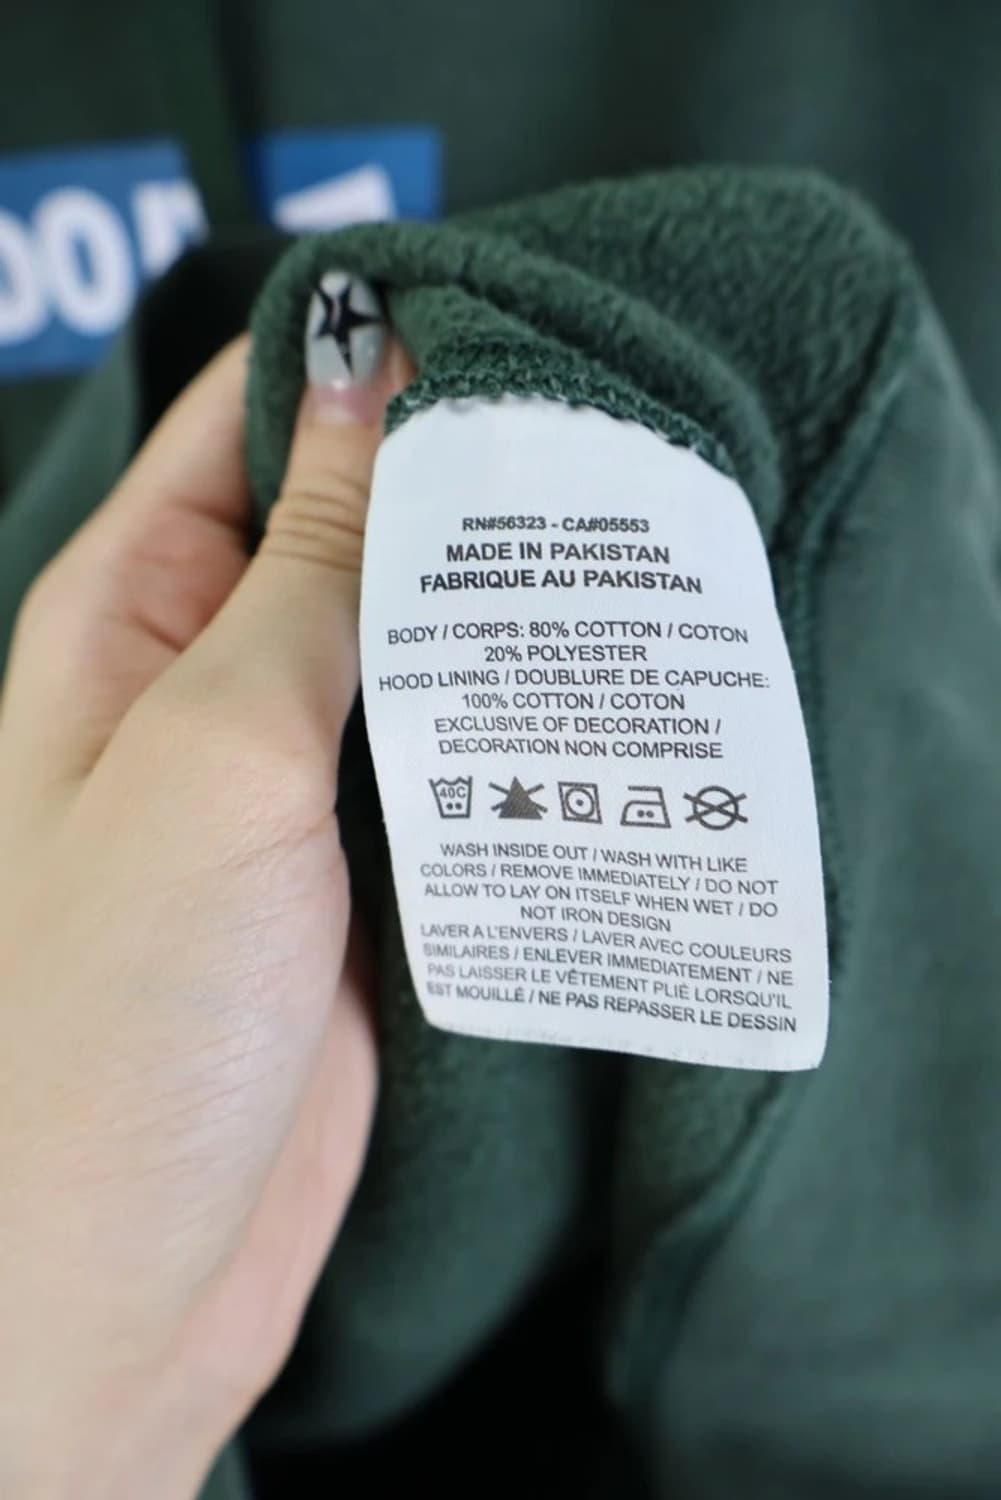 RN#56323 - CA#05553
MADE IN PAKISTAN
FABRIQUE AU PAKISTAN
BODY / CORPS: 80% COTTON / COTON
20% POLYESTER
HOOD LINING / DOUBLURE DE CAPUCHE:
100% COTTON / COTON
EXCLUSIVE OF DECORATION /
DECORATION NON COMPRISE
40C
WASH INSIDE OUT / WASH WITH LIKE
COLORS / REMOVE IMMEDIATELY / DO NOT
ALLOW TO LAY ON ITSELF WHEN WET / DO
NOT IRON DESIGN
LAVER A L'ENVERS / LAVER AVEC COULEURS
SIMILAIRES / ENLEVER IMMEDIATEMENT / NE
PAS LAISSER LE VÊTEMENT PLIÉ LORSQU'IL
EST MOUILLÉ / NE PAS REPASSER LE DESSIN